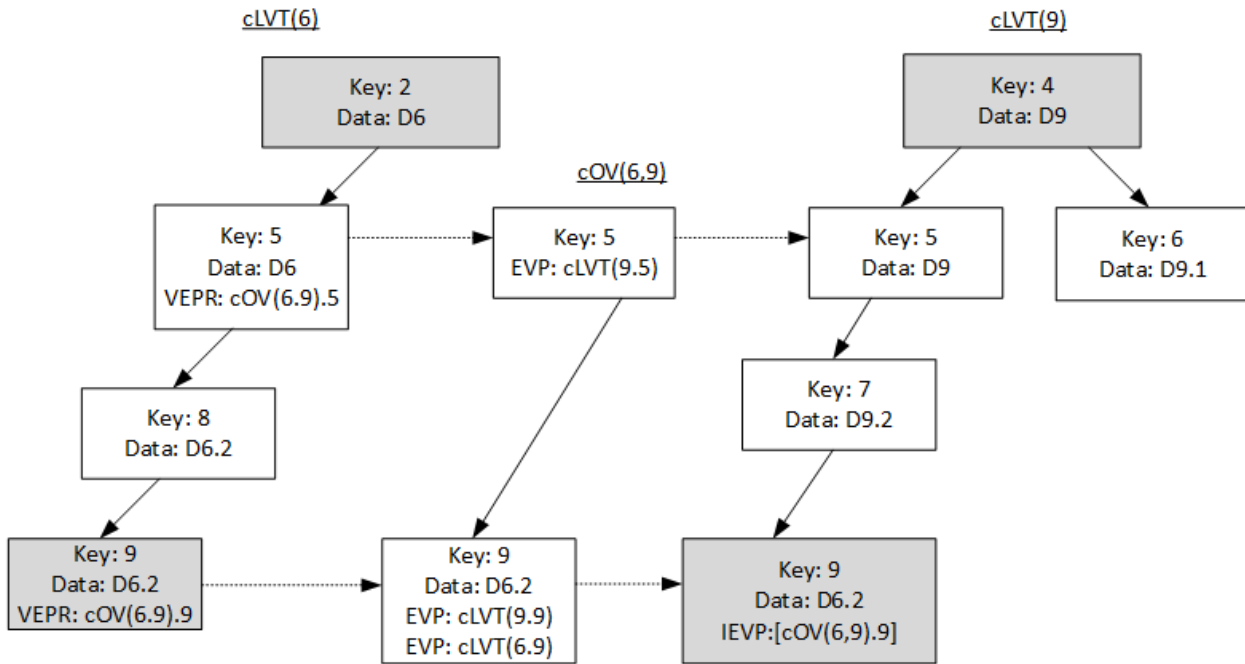 cLVT(6)
cLVT(9)
Key: 2
Data: D6
Key: 4
Data: D9
cOV(6,9)
Key: 5
Data: D6
VEPR: cOV(6.9).5
Key: 5
EVP: cLVT(9.5)
Key: 5
Data: D9
Key: 6
Data: D9.1
Key: 8
Data: D6.2
Key: 7
Data: D9.2
Key: 9
Data: D6.2
VEPR: cOV(6.9).9
Key: 9
Data: D6.2
EVP: cLVT(9.9)
EVP: cLVT(6.9)
Key: 9
Data: D6.2
IEVP:[cOV(6,9).9]